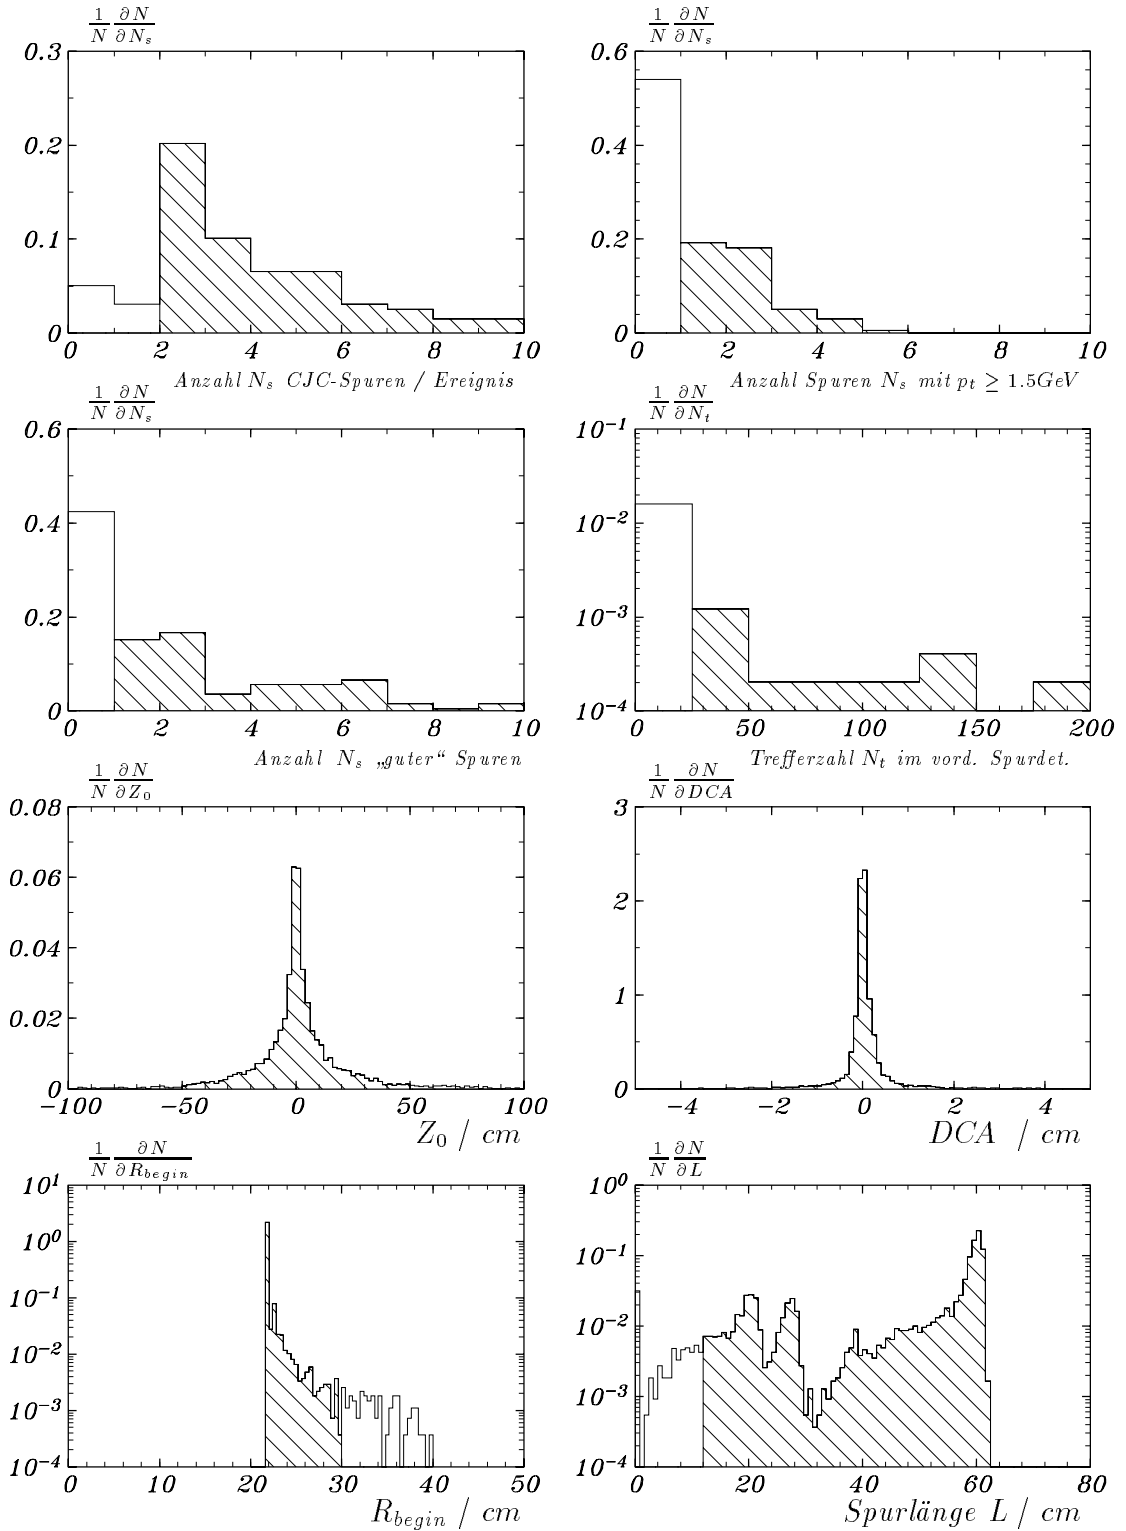 1/N ∂N/∂N_s
0.3
0.2
0.1
0
0 2 4 6 8 10
Anzahl N_s CJC-Spuren / Ereignis
1/N ∂N/∂N_s
0.6
0.4
0.2
0
0 2 4 6 8 10
Anzahl Spuren N_s mit p_t ≥ 1.5GeV
1/N ∂N/∂N_s
0.6
0.4
0.2
0
0 2 4 6 8 10
Anzahl N_s „guter“ Spuren
1/N ∂N/∂N_t
10^-1
10^-2
10^-3
10^-4
0 50 100 150 200
Trefferzahl N_t im vord. Spurdet.
1/N ∂N/∂Z_0
0.08
0.06
0.04
0.02
0
−100 −50 0 50 100
Z_0 / cm
1/N ∂N/∂DCA
3
2
1
0
−4 −2 0 2 4
DCA / cm
1/N ∂N/∂R_begin
10^1
10^0
10^-1
10^-2
10^-3
10^-4
0 10 20 30 40 50
R_begin / cm
1/N ∂N/∂L
10^0
10^-1
10^-2
10^-3
10^-4
0 20 40 60 80
Spurlänge L / cm